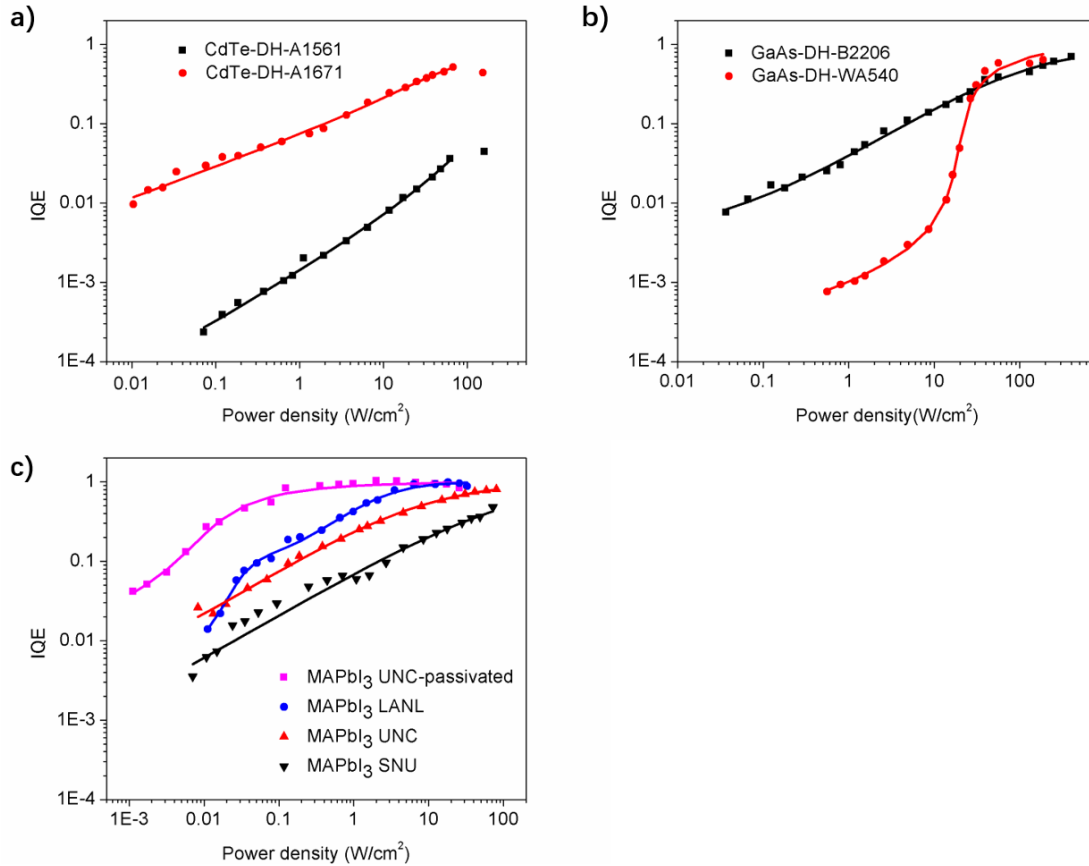 a)
CdTe-DH-A1561
CdTe-DH-A1671
1
0.1
0.01
1E-3
1E-4
IQE
0.01 0.1 1 10 100
Power density (W/cm²)
b)
GaAs-DH-B2206
GaAs-DH-WA540
1
0.1
0.01
1E-3
1E-4
IQE
0.01 0.1 1 10 100
Power density(W/cm²)
c)
1
0.1
0.01
1E-3
1E-4
IQE
MAPbI₃ UNC-passivated
MAPbI₃ LANL
MAPbI₃ UNC
MAPbI₃ SNU
1E-3 0.01 0.1 1 10 100
Power density (W/cm²)